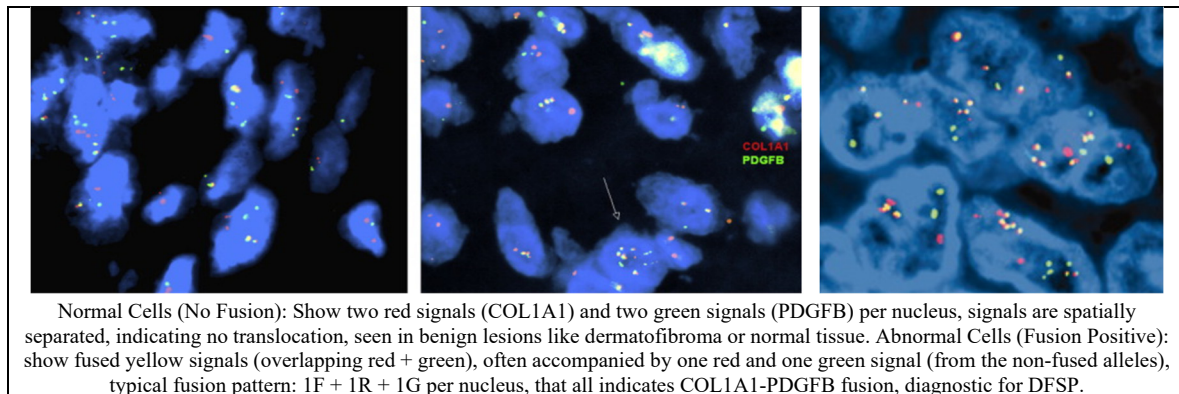 COL1A1
PDGFB
Normal Cells (No Fusion): Show two red signals (COL1A1) and two green signals (PDGFB) per nucleus, signals are spatially
separated, indicating no translocation, seen in benign lesions like dermatofibroma or normal tissue. Abnormal Cells (Fusion Positive):
show fused yellow signals (overlapping red + green), often accompanied by one red and one green signal (from the non-fused alleles),
typical fusion pattern: 1F + 1R + 1G per nucleus, that all indicates COL1A1-PDGFB fusion, diagnostic for DFSP.